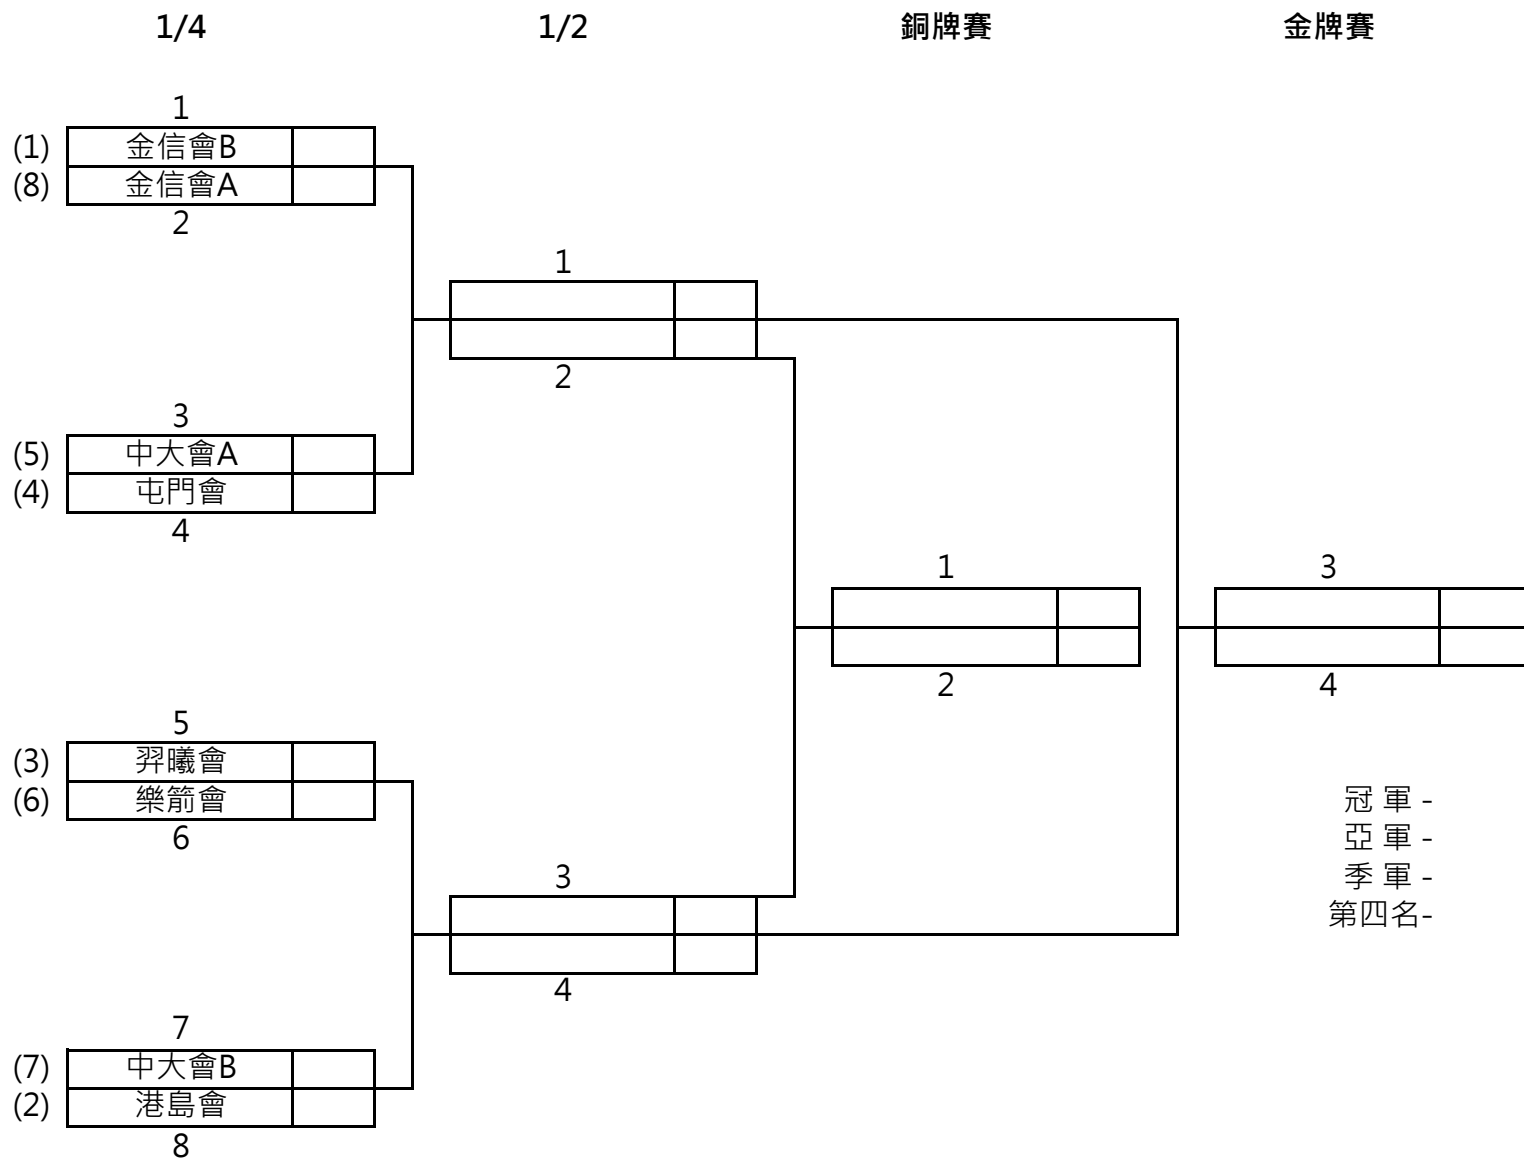 1/4 1/2 銅牌賽 金牌賽
1
(1) 金信會B
(8) 金信會A
2
1
2
3
(5) 中大會A
(4) 屯門會
4
1
2
3
4
5
(3) 羿曦會
(6) 樂箭會
6
3
4
7
(7) 中大會B
(2) 港島會
8
冠 軍 -
亞 軍 -
季 軍 -
第四名-